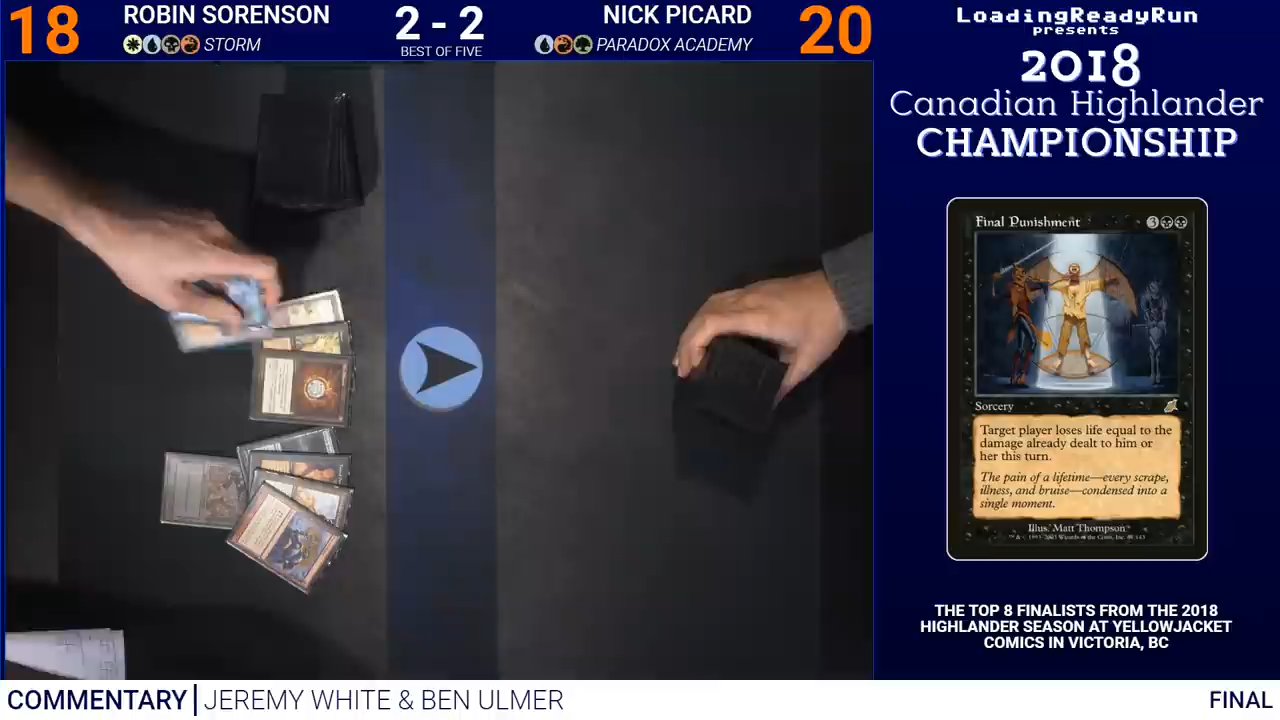 18
ROBIN SORENSON
STORM
2 - 2
BEST OF FIVE
NICK PICARD
PARADOX ACADEMY
20
LoadingReadyRun
presents
2018
Canadian Highlander
CHAMPIONSHIP
Final Punishment
3
Sorcery
Target player loses life equal to the
damage already dealt to him or
her this turn.
The pain of a lifetime—every scrape,
illness, and bruise—condensed into a
single moment.
Illus. Matt Thompson
THE TOP 8 FINALISTS FROM THE 2018
HIGHLANDER SEASON AT YELLOWJACKET
COMICS IN VICTORIA, BC
COMMENTARY | JEREMY WHITE & BEN ULMER
FINAL